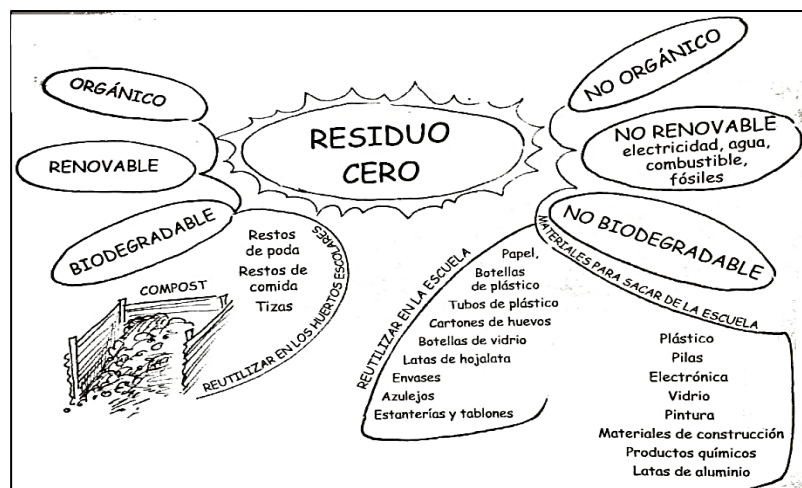 RESIDUO
CERO
ORGÁNICO
RENOVABLE
BIODEGRADABLE
Restos
de poda
Restos de
comida
Tizas
REUTILIZAR EN LOS HUERTOS ESCOLARES
COMPOST
NO ORGÁNICO
NO RENOVABLE
electricidad, agua,
combustible,
fósiles
NO BIODEGRADABLE
REUTILIZAR EN LA ESCUELA
Papel,
Botellas
de plástico
Tubos de plástico
Cartones de huevos
Botellas de vidrio
Latas de hojalata
Envases
Azulejos
Estanterías y tablones
MATERIALES PARA SACAR DE LA ESCUELA
Plástico
Pilas
Electrónica
Vidrio
Pintura
Materiales de construcción
Productos químicos
Latas de aluminio